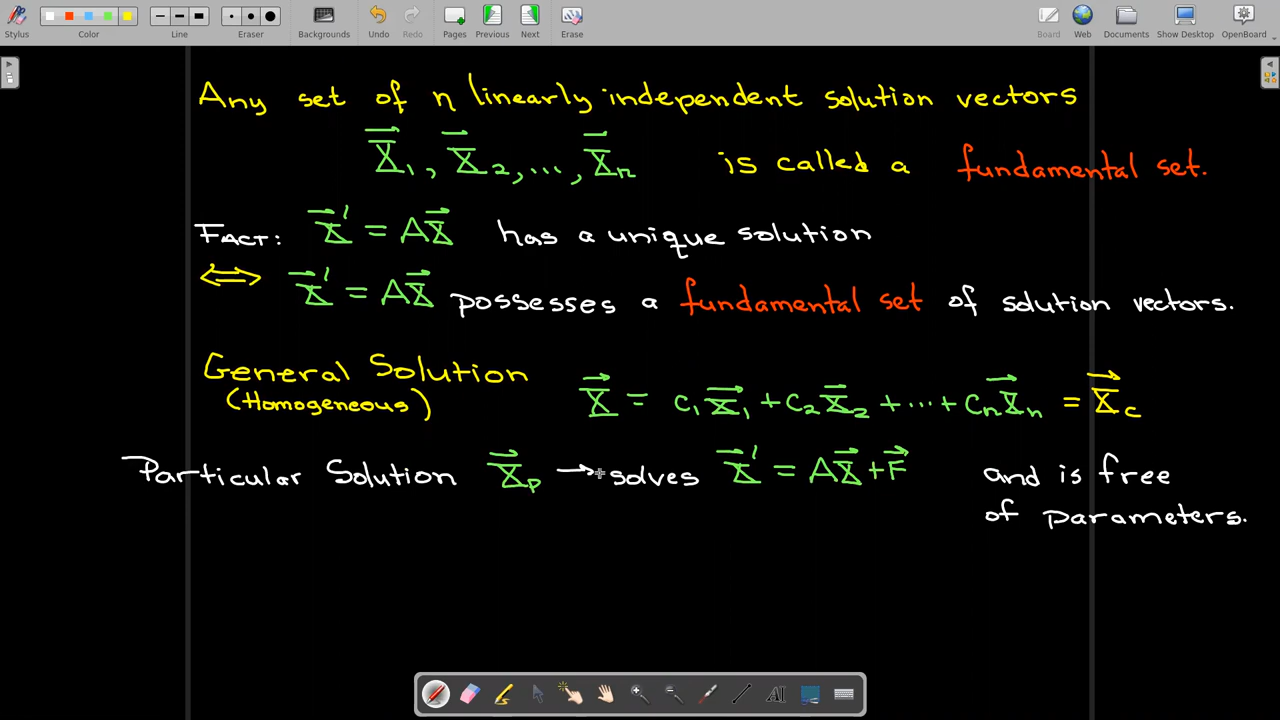 Stylus Color Line Eraser Backgrounds Undo Redo Pages Previous Next Erase Board Web Documents Show Desktop OpenBoard
Any set of n linearly independent solution vectors
X⃗₁, X⃗₂, ..., X⃗ₙ is called a fundamental set.
FACT: X⃗' = AX⃗ has a unique solution
⟺ X⃗' = AX⃗ possesses a fundamental set of solution vectors.
General Solution
(Homogeneous)
X⃗ = c₁X⃗₁ + c₂X⃗₂ + ... + cₙX⃗ₙ = X⃗c
Particular Solution X⃗ₚ → solves X⃗' = AX⃗ + F⃗ and is free
of parameters.